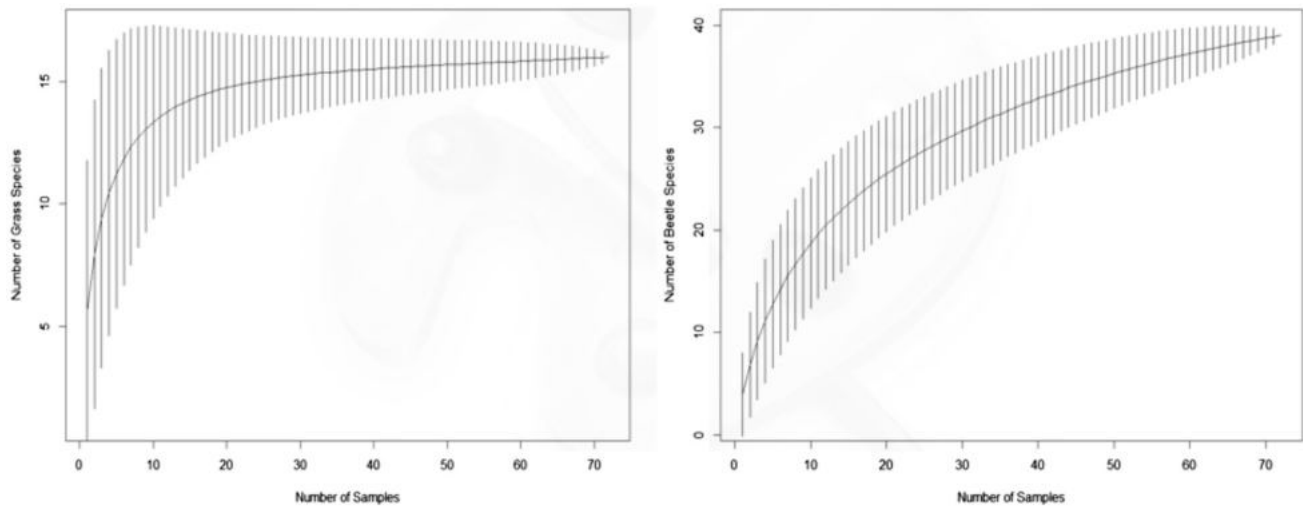 Number of Grass Species
15
10
5
0 10 20 30 40 50 60 70
Number of Samples
Number of Beetle Species
40
30
20
10
0
0 10 20 30 40 50 60 70
Number of Samples